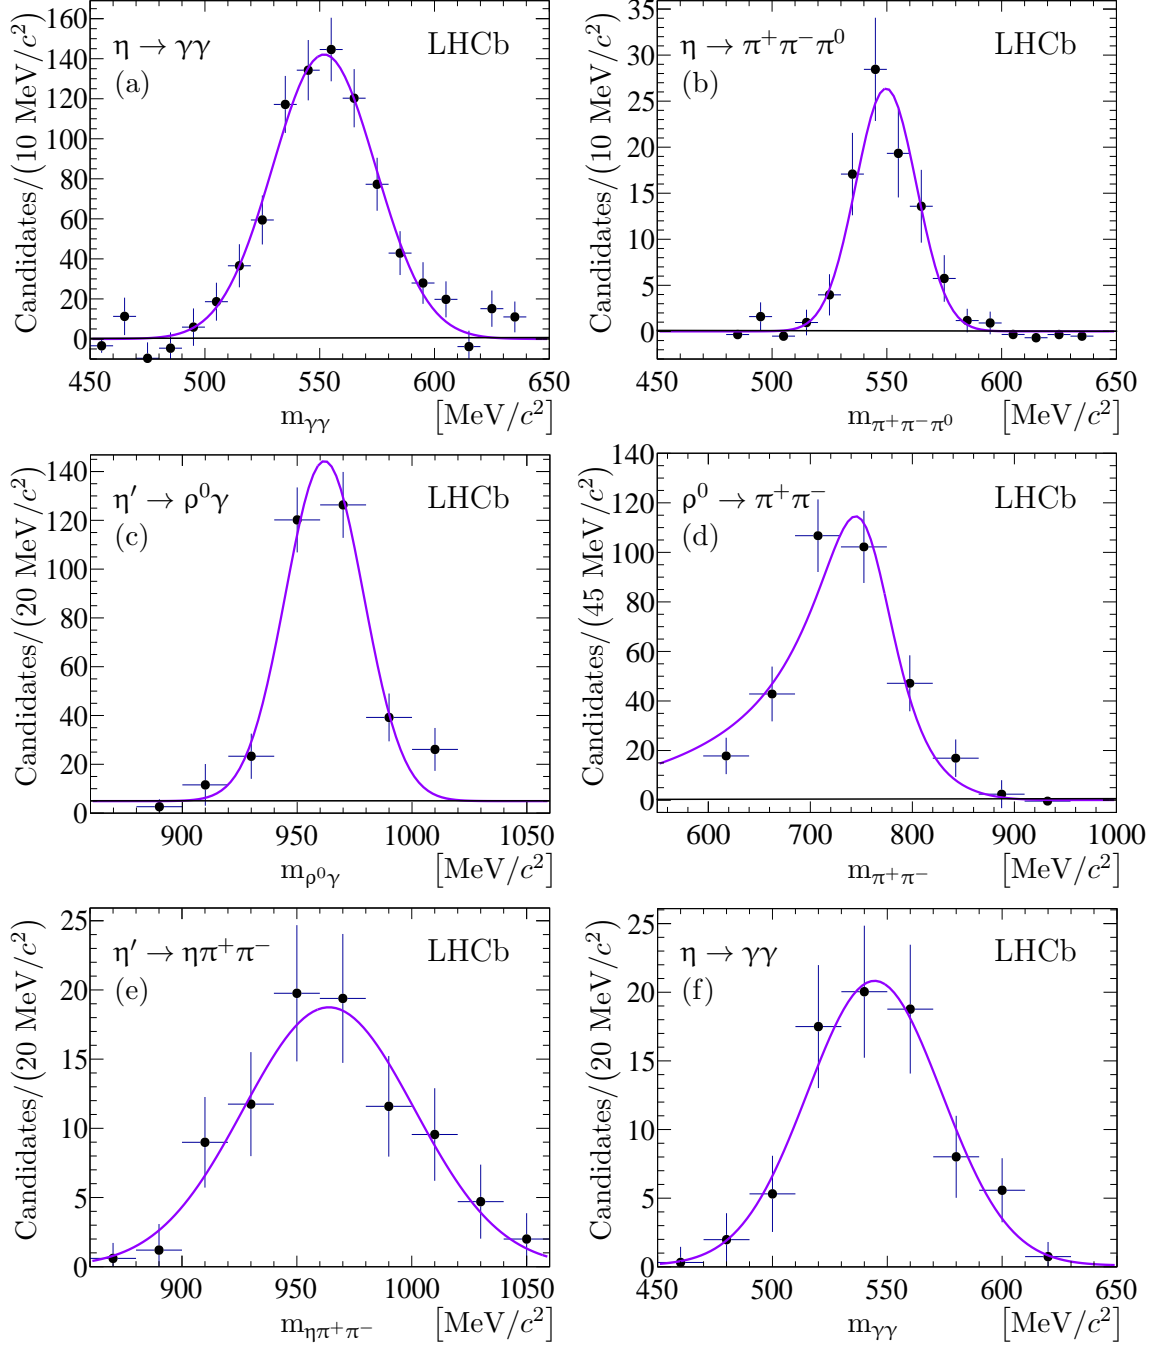 Candidates/(10 MeV/c²)
160
140
120
100
80
60
40
20
0
η → γγ
LHCb
(a)
450 500 550 600 650
m_γγ [MeV/c²]
Candidates/(10 MeV/c²)
35
30
25
20
15
10
5
0
η → π⁺π⁻π⁰
LHCb
(b)
450 500 550 600 650
m_π⁺π⁻π⁰ [MeV/c²]
Candidates/(20 MeV/c²)
140
120
100
80
60
40
20
0
η′ → ρ⁰γ
LHCb
(c)
900 950 1000 1050
m_ρ⁰γ [MeV/c²]
Candidates/(45 MeV/c²)
140
120
100
80
60
40
20
0
ρ⁰ → π⁺π⁻
LHCb
(d)
600 700 800 900 1000
m_π⁺π⁻ [MeV/c²]
Candidates/(20 MeV/c²)
25
20
15
10
5
0
η′ → ηπ⁺π⁻
LHCb
(e)
900 950 1000 1050
m_ηπ⁺π⁻ [MeV/c²]
Candidates/(20 MeV/c²)
25
20
15
10
5
0
η → γγ
LHCb
(f)
450 500 550 600 650
m_γγ [MeV/c²]